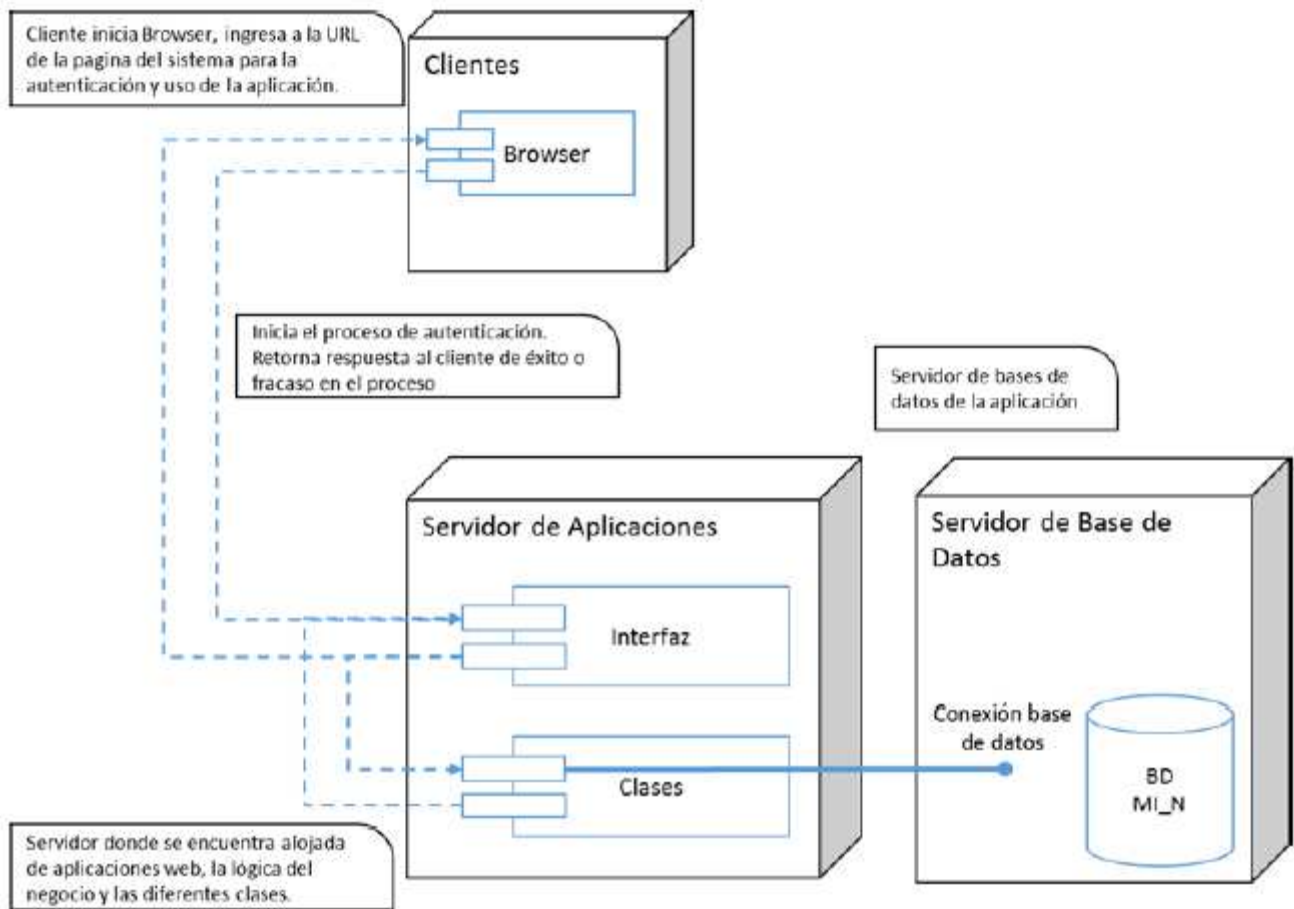 Cliente inicia Browser, ingresa a la URL
de la pagina del sistema para la
autenticación y uso de la aplicación.
Clientes
Browser
Inicia el proceso de autenticación.
Retorna respuesta al cliente de éxito o
fracaso en el proceso
Servidor de bases de
datos de la aplicación
Servidor de Aplicaciones
Interfaz
Clases
Servidor de Base de
Datos
Conexión base
de datos
BD
MI_N
Servidor donde se encuentra alojada
de aplicaciones web, la lógica del
negocio y las diferentes clases.